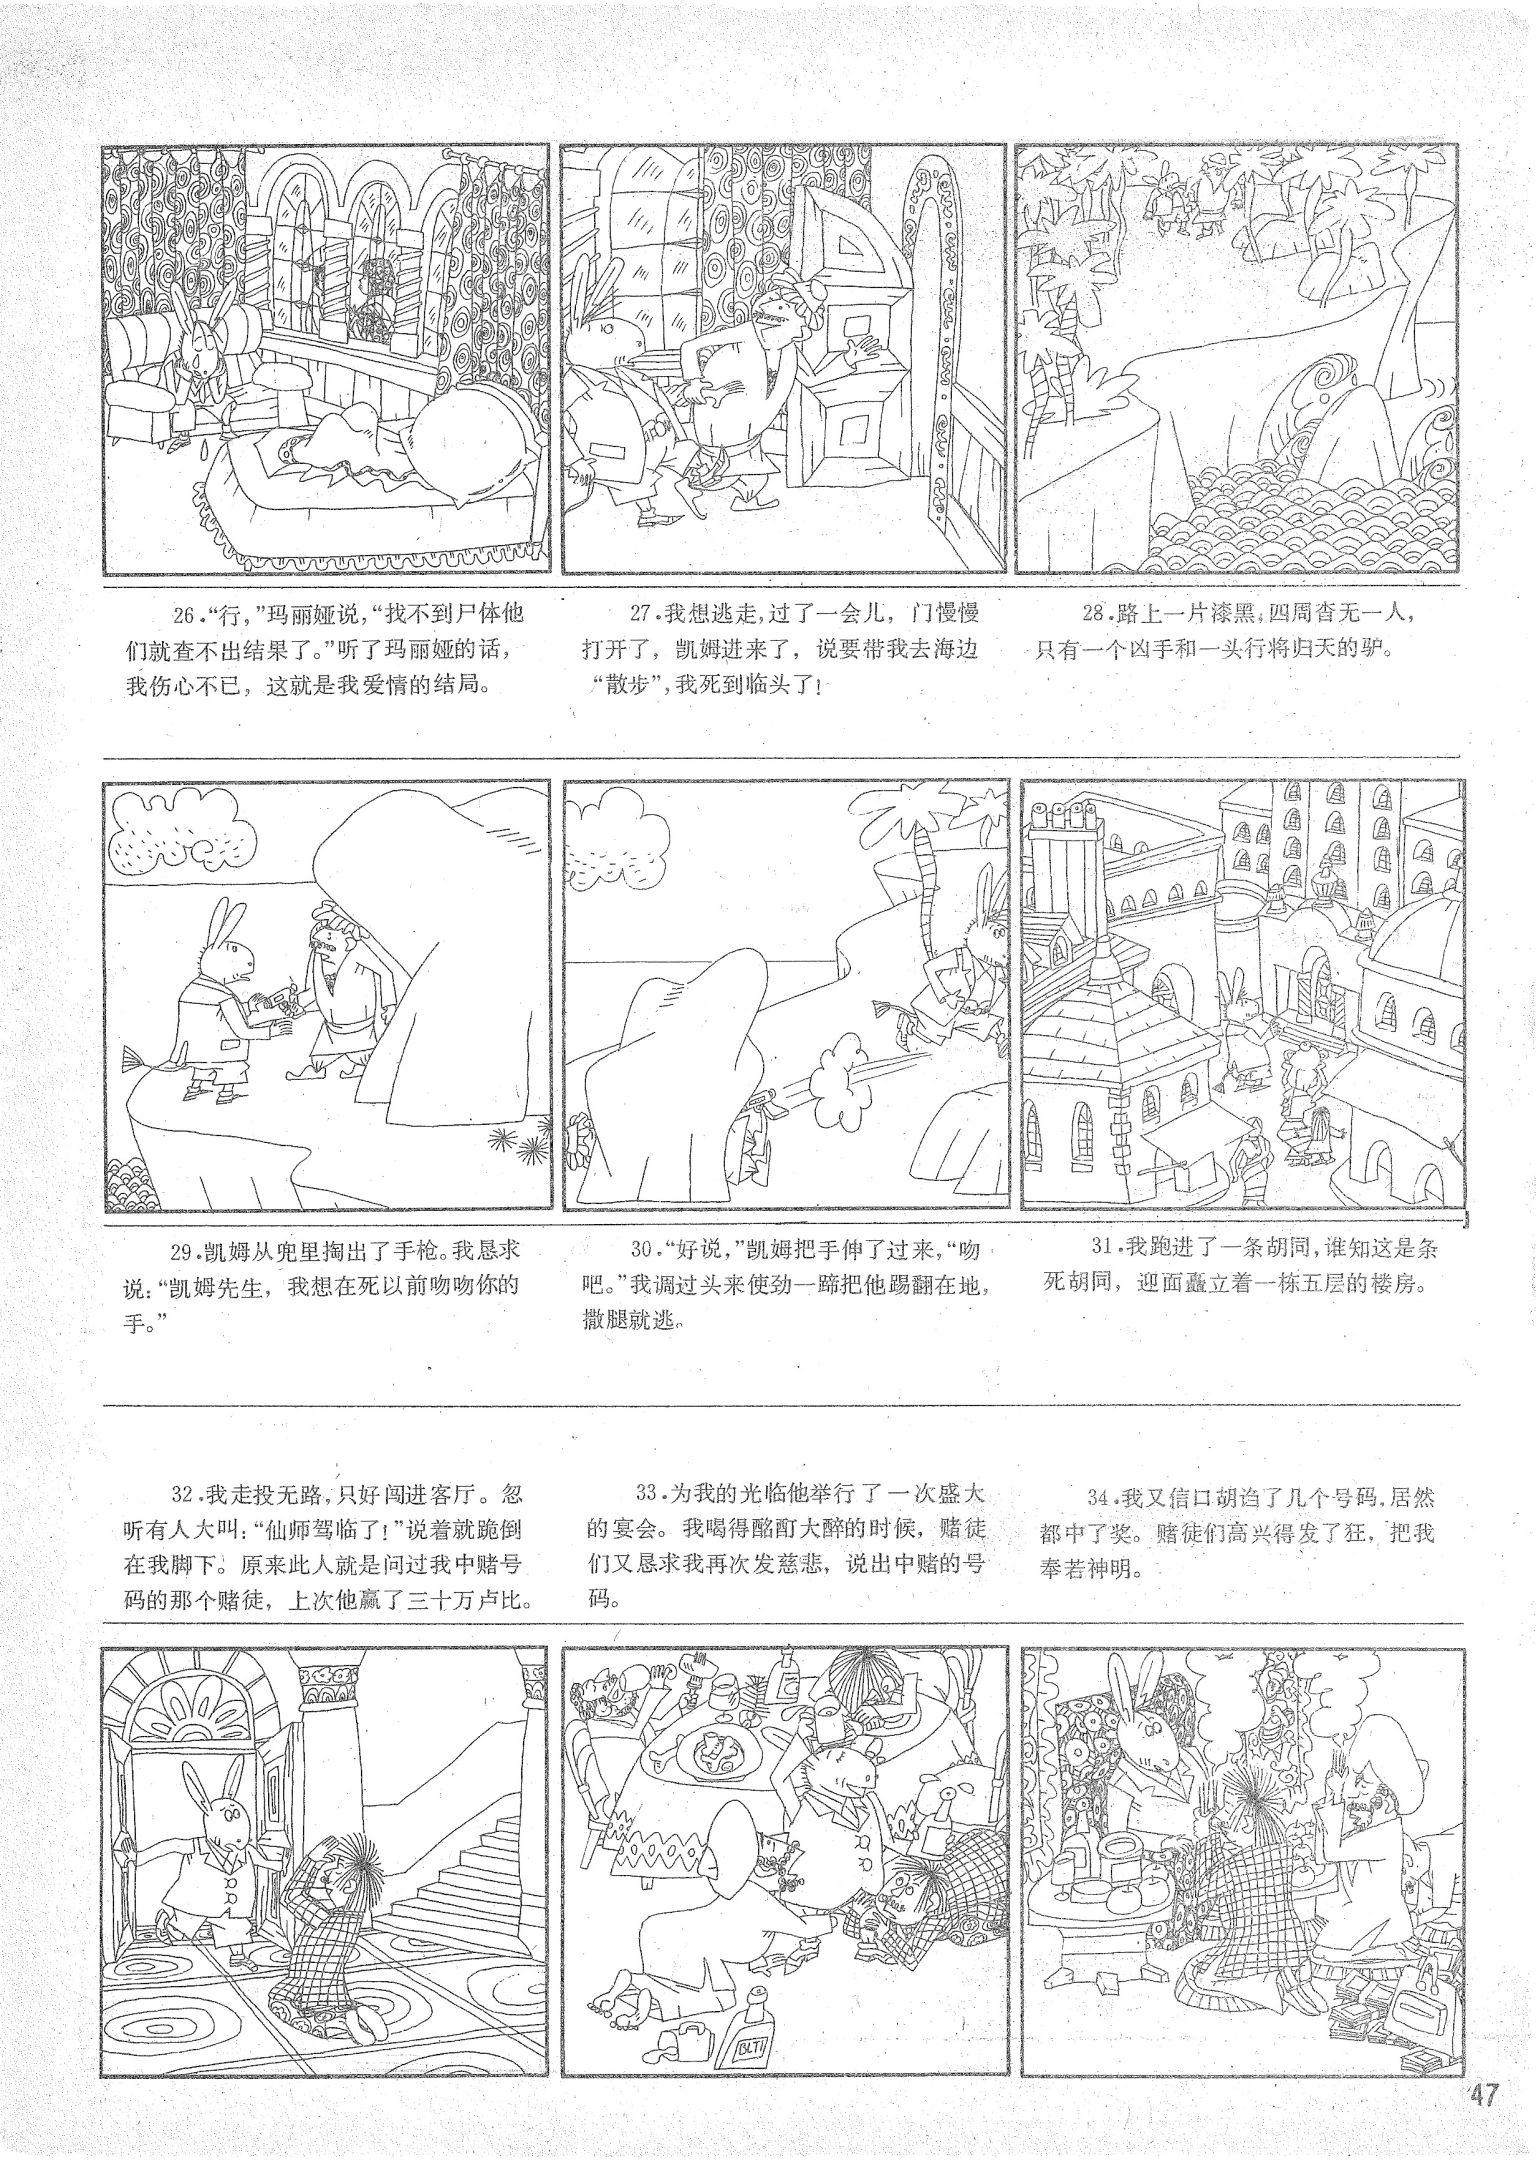 26.“行，”玛丽娅说，“找不到尸体他
们就查不出结果了。”听了玛丽娅的话，
我伤心不已，这就是我爱情的结局。
27.我想逃走，过了一会儿，门慢慢
打开了，凯姆进来了，说要带我去海边
“散步”，我死到临头了！
28.路上一片漆黑，四周杳无一人，
只有一个凶手和一头行将归天的驴。
29.凯姆从兜里掏出了手枪。我恳求
说：“凯姆先生，我想在死以前吻吻你的
手。”
30.“好说，”凯姆把手伸了过来，“吻
吧。”我调过头来使劲一蹄把他踢翻在地，
撒腿就逃。
31.我跑进了一条胡同，谁知这是条
死胡同，迎面矗立着一栋五层的楼房。
32.我走投无路，只好闯进客厅。忽
听有人大叫：“仙师驾临了！”说着就跪倒
在我脚下。原来此人就是问过我中赌号
码的那个赌徒，上次他赢了三十万卢比。
33.为我的光临他举行了一次盛大
的宴会。我喝得酩酊大醉的时候，赌徒
们又恳求我再次发慈悲，说出中赌的号
码。
34.我又信口胡诌了几个号码，居然
都中了奖。赌徒们高兴得发了狂，把我
奉若神明。
BLTI
47